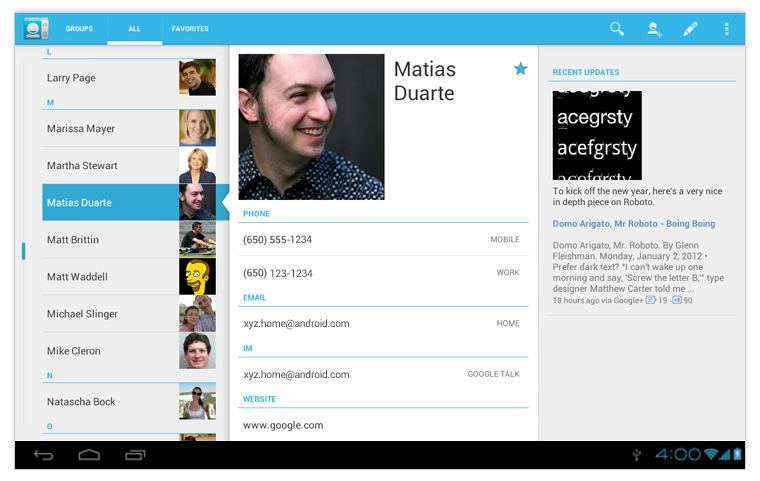 GROUPS ALL FAVORITES
L
Larry Page
M
Marissa Mayer
Martha Stewart
Matias Duarte
Matt Brittin
Matt Waddell
Michael Slinger
Mike Cleron
N
Natascha Bock
O
Matias
Duarte
PHONE
(650) 555-1234 MOBILE
(650) 123-1234 WORK
EMAIL
xyz.home@android.com HOME
IM
xyz.home@android.com GOOGLE TALK
WEBSITE
www.google.com
RECENT UPDATES
acegrsty
acegrsty
acefgrsty
acefgrsty
To kick off the new year, here's a very nice
in depth piece on Roboto.
Domo Arigato, Mr Roboto - Boing Boing
Domo Arigato, Mr. Roboto. By Glenn
Fleishman. Monday, January 2, 2012 •
Prefer dark text? "I can't wake up one
morning and say, 'Screw the letter B,'" type
designer Matthew Carter told me ...
18 hours ago via Google+ 19 90
4:00